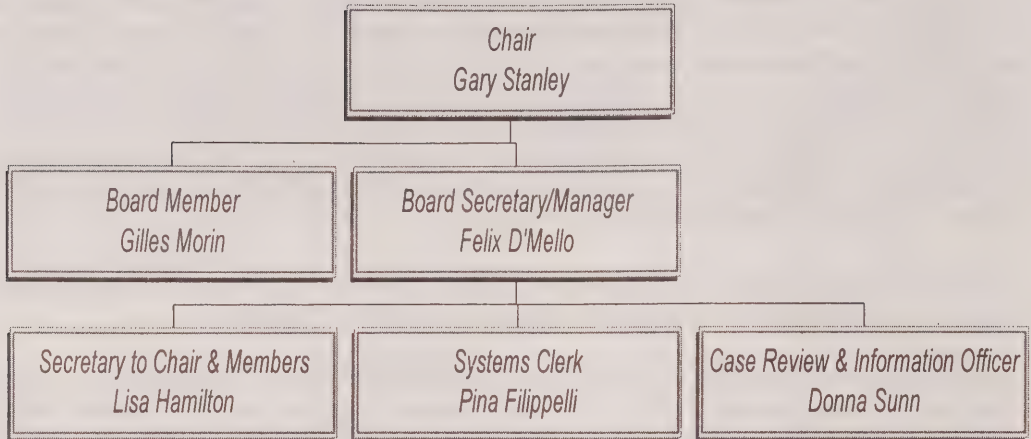 Chair
Gary Stanley
Board Member
Gilles Morin
Board Secretary/Manager
Felix D'Mello
Secretary to Chair & Members
Lisa Hamilton
Systems Clerk
Pina Filippelli
Case Review & Information Officer
Donna Sunn